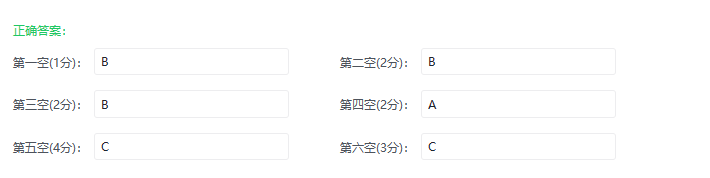 正确答案：
第一空(1分)： B 第二空(2分)： B
第三空(2分)： B 第四空(2分)： A
第五空(4分)： C 第六空(3分)： C